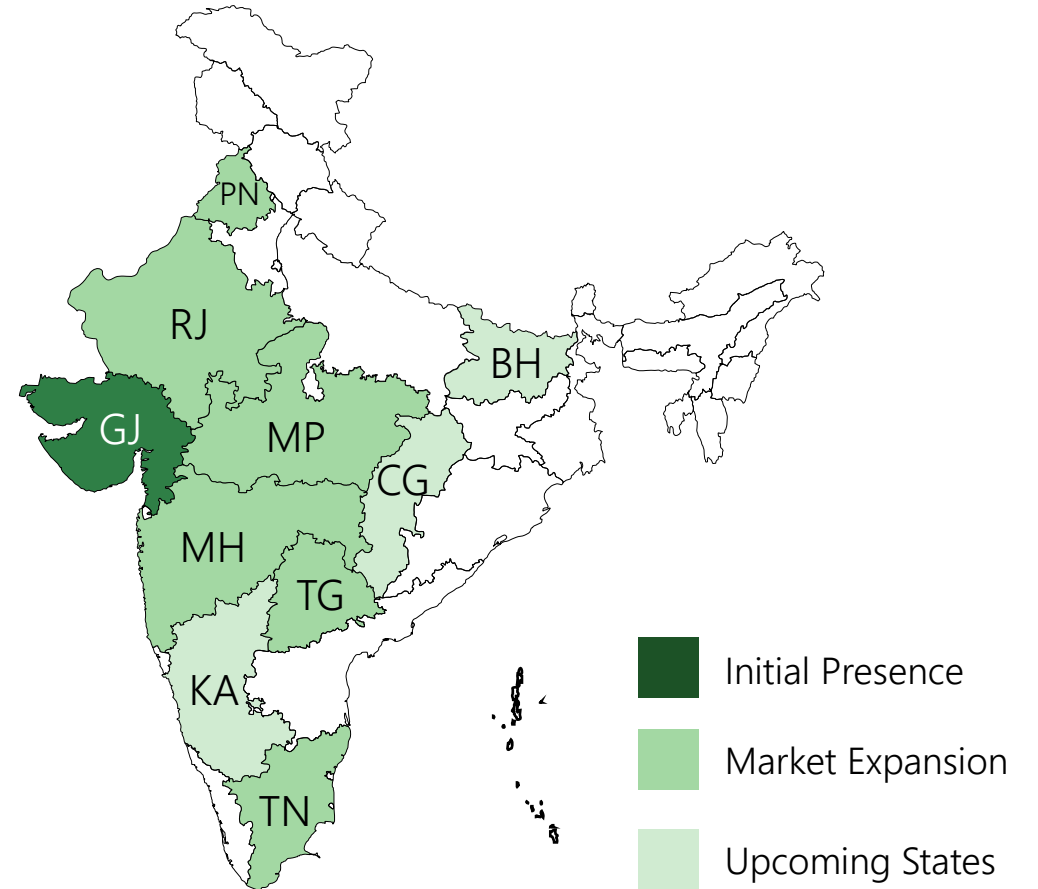 PN
RJ
BH
GJ
MP
CG
MH
TG
KA
TN
Initial Presence
Market Expansion
Upcoming States